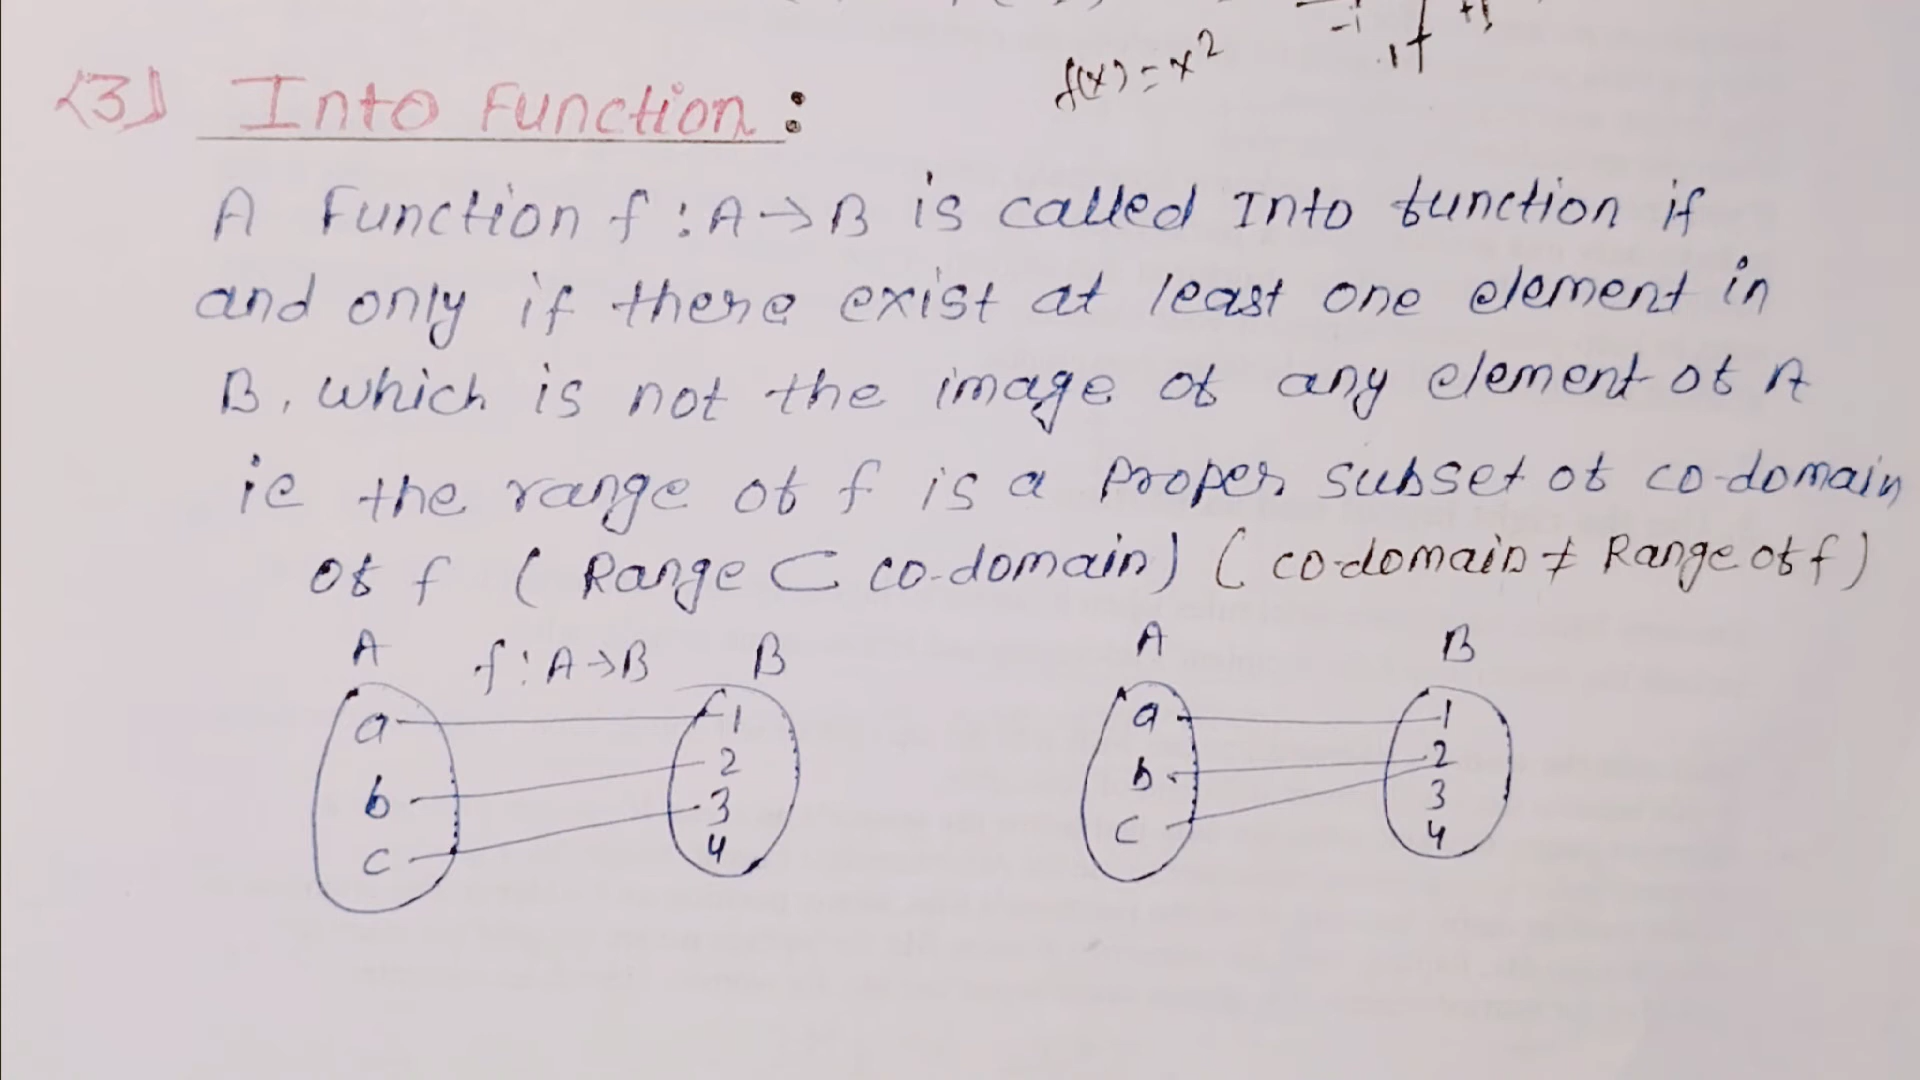 f(x) = x²
-i
+1
(3) Into Function :
A Function f : A → B is called Into function if
and only if there exist at least one element in
B, which is not the image of any element of A
ie the range of f is a Proper subset of co-domain
of f ( Range ⊂ co-domain) ( co-domain ≠ Range of f )
A f : A → B B
a 1
2
b 3
c 4
A B
a 1
b 2
3
c 4